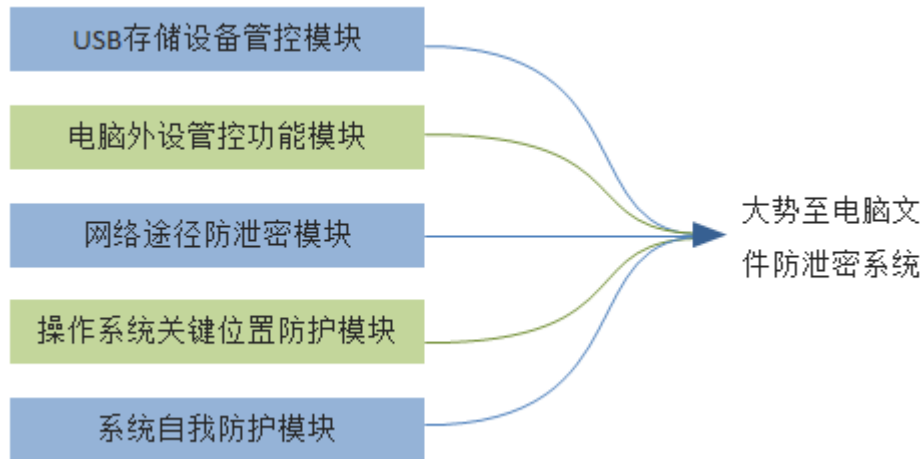 USB存储设备管控模块
电脑外设管控功能模块
网络途径防泄密模块
操作系统关键位置防护模块
系统自我防护模块
大势至电脑文
件防泄密系统